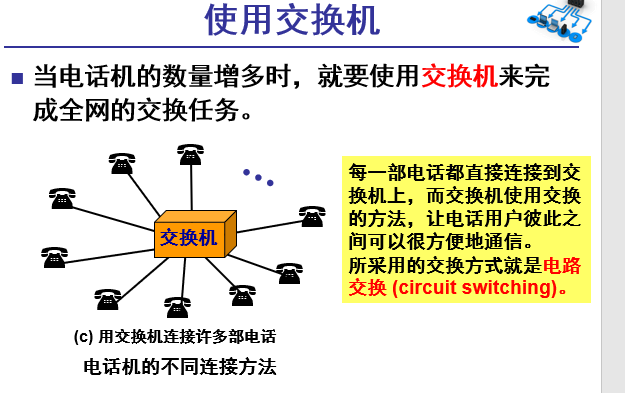 使用交换机
当电话机的数量增多时，就要使用交换机来完
成全网的交换任务。
每一部电话都直接连接到交
换机上，而交换机使用交换
的方法，让电话用户彼此之
间可以很方便地通信。
所采用的交换方式就是电路
交换 (circuit switching)。
交换机
(c) 用交换机连接许多部电话
电话机的不同连接方法